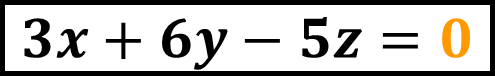 3x + 6y − 5z = 0